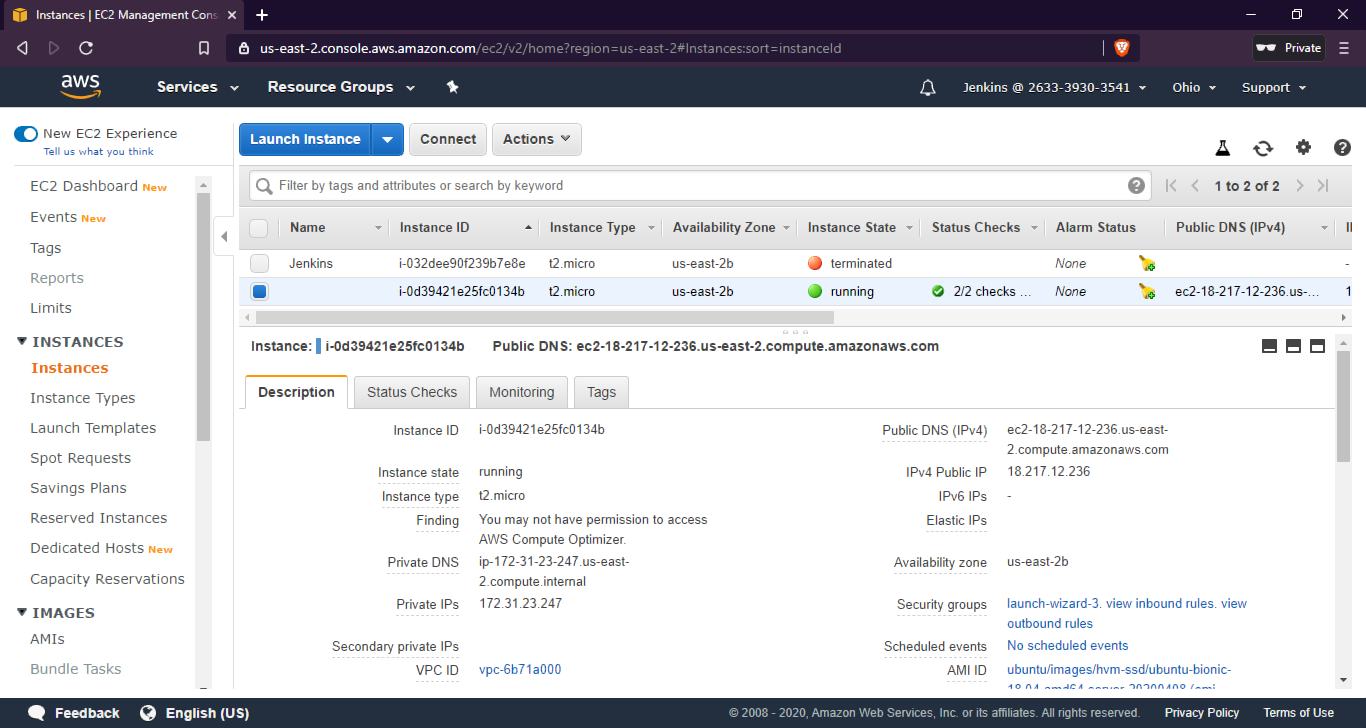 Instances | EC2 Management Cons
us-east-2.console.aws.amazon.com/ec2/v2/home?region=us-east-2#Instances:sort=instanceId
Private
aws Services Resource Groups Jenkins @ 2633-3930-3541 Ohio Support
New EC2 Experience
Tell us what you think
EC2 Dashboard New
Events New
Tags
Reports
Limits
INSTANCES
Instances
Instance Types
Launch Templates
Spot Requests
Savings Plans
Reserved Instances
Dedicated Hosts New
Capacity Reservations
IMAGES
AMIs
Bundle Tasks
Launch Instance Connect Actions
Filter by tags and attributes or search by keyword
1 to 2 of 2
Name Instance ID Instance Type Availability Zone Instance State Status Checks Alarm Status Public DNS (IPv4)
Jenkins i-032dee90f239b7e8e t2.micro us-east-2b terminated None -
i-0d39421e25fc0134b t2.micro us-east-2b running 2/2 checks ... None ec2-18-217-12-236.us-... 1
Instance: i-0d39421e25fc0134b Public DNS: ec2-18-217-12-236.us-east-2.compute.amazonaws.com
Description Status Checks Monitoring Tags
Instance ID i-0d39421e25fc0134b
Instance state running
Instance type t2.micro
Finding You may not have permission to access
AWS Compute Optimizer.
Private DNS ip-172-31-23-247.us-east-
2.compute.internal
Private IPs 172.31.23.247
Secondary private IPs
VPC ID vpc-6b71a000
Public DNS (IPv4) ec2-18-217-12-236.us-east-
2.compute.amazonaws.com
IPv4 Public IP 18.217.12.236
IPv6 IPs -
Elastic IPs
Availability zone us-east-2b
Security groups launch-wizard-3. view inbound rules. view
outbound rules
Scheduled events No scheduled events
AMI ID ubuntu/images/hvm-ssd/ubuntu-bionic-
18.04-amd64-server-20200408 (ami-
Feedback English (US) © 2008 - 2020, Amazon Web Services, Inc. or its affiliates. All rights reserved. Privacy Policy Terms of Use